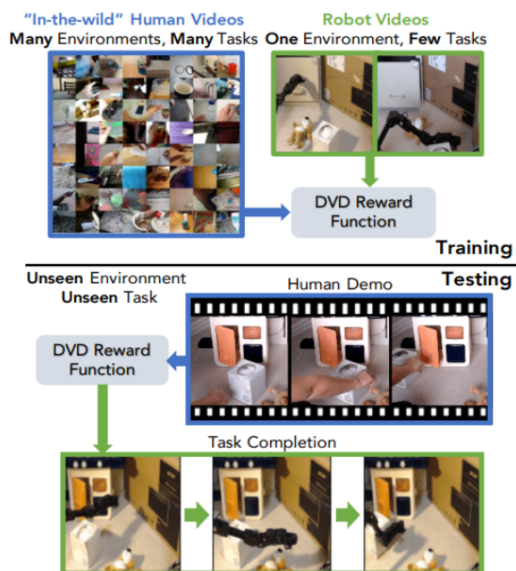 "In-the-wild" Human Videos
Many Environments, Many Tasks
Robot Videos
One Environment, Few Tasks
DVD Reward
Function
Training
Testing
Unseen Environment
Unseen Task
Human Demo
DVD Reward
Function
Task Completion